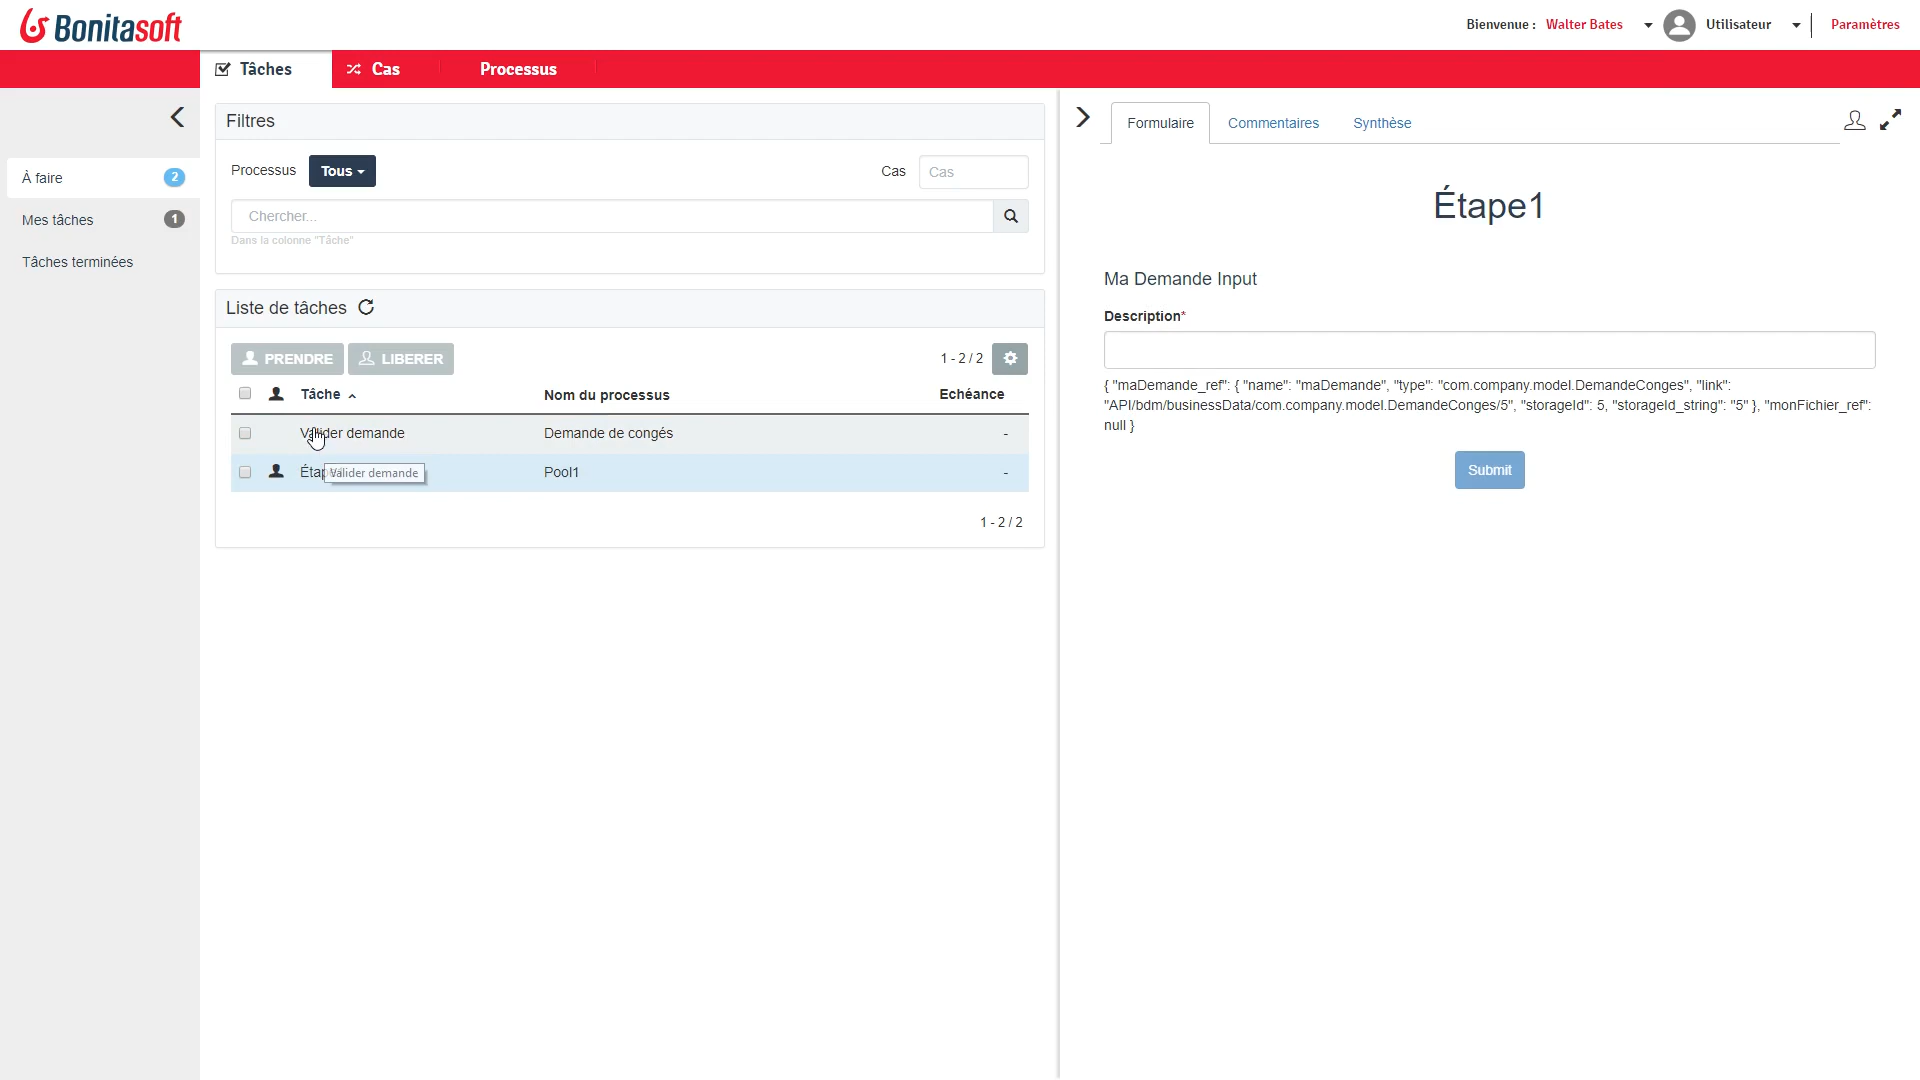 Bonitasoft
Bienvenue : Walter Bates
Utilisateur
Paramètres
Tâches
Cas
Processus
À faire 2
Mes tâches 1
Tâches terminées
Filtres
Processus Tous
Cas Cas
Chercher...
Dans la colonne "Tâche"
Liste de tâches
PRENDRE LIBERER 1 - 2 / 2
Tâche Nom du processus Echéance
Valider demande Demande de congés -
Pool1 -
Valider demande
1 - 2 / 2
Formulaire Commentaires Synthèse
Étape1
Ma Demande Input
Description*
{ "maDemande_ref": { "name": "maDemande", "type": "com.company.model.DemandeConges", "link":
"API/bdm/businessData/com.company.model.DemandeConges/5", "storageId": 5, "storageId_string": "5" }, "monFichier_ref":
null }
Submit